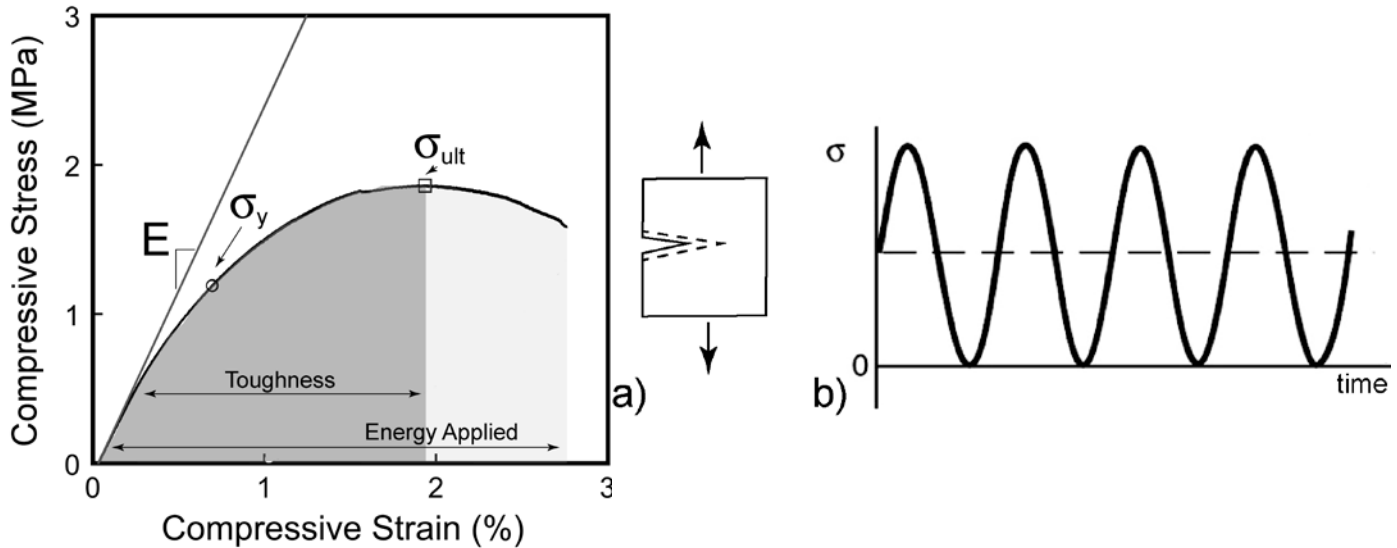 Compressive Stress (MPa)
3
2
1
0
E
σy
σult
Toughness
Energy Applied
0 1 2 3
Compressive Strain (%)
a)
σ
0
time
b)